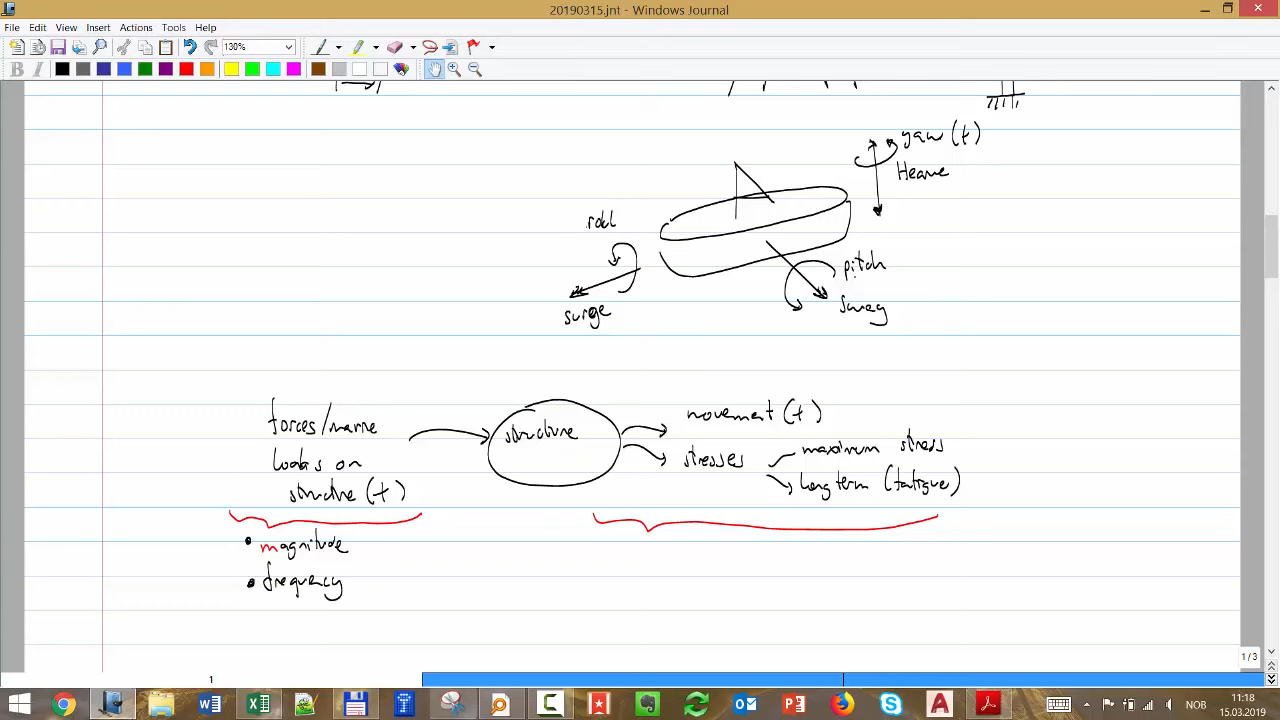 20190315.jnt - Windows Journal
File Edit View Insert Actions Tools Help
130%
B I
yaw (t)
Heave
roll
pitch
surge
sway
forces/name
loads on
structure (t)
structure
movement (t)
stresses
maximum stress
long term (fatigue)
• magnitude
• frequency
1/3
1
NOB
11:18
15.03.2019